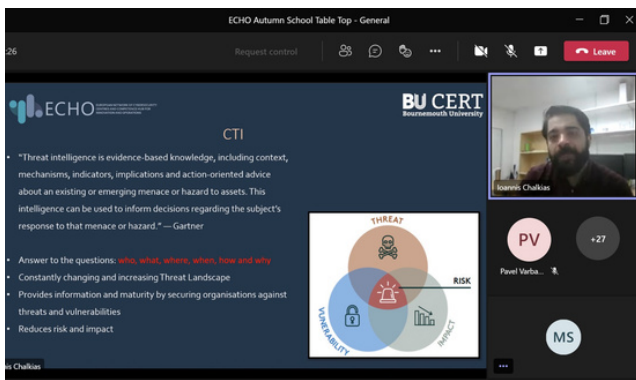 ECHO Autumn School Table Top - General
:26
Request control
Leave
ECHO
BU CERT
Bournemouth University
CTI
• "Threat intelligence is evidence-based knowledge, including context,
mechanisms, indicators, implications and action-oriented advice
about an existing or emerging menace or hazard to assets. This
intelligence can be used to inform decisions regarding the subject's
response to that menace or hazard." — Gartner
• Answer to the questions: who, what, where, when, how and why
• Constantly changing and increasing Threat Landscape
• Provides information and maturity by securing organisations against
threats and vulnerabilities
• Reduces risk and impact
THREAT
RISK
VULNERABILITY
IMPACT
nis Chalkias
Ioannis Chalkias
PV
+27
Pavel Varba...
MS